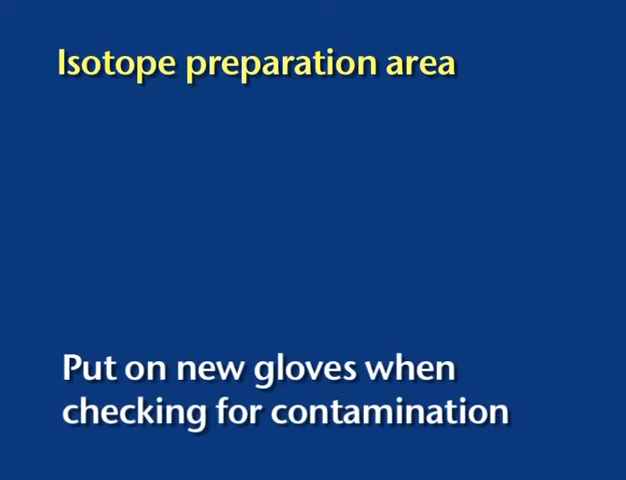 Isotope preparation area
Put on new gloves when
checking for contamination